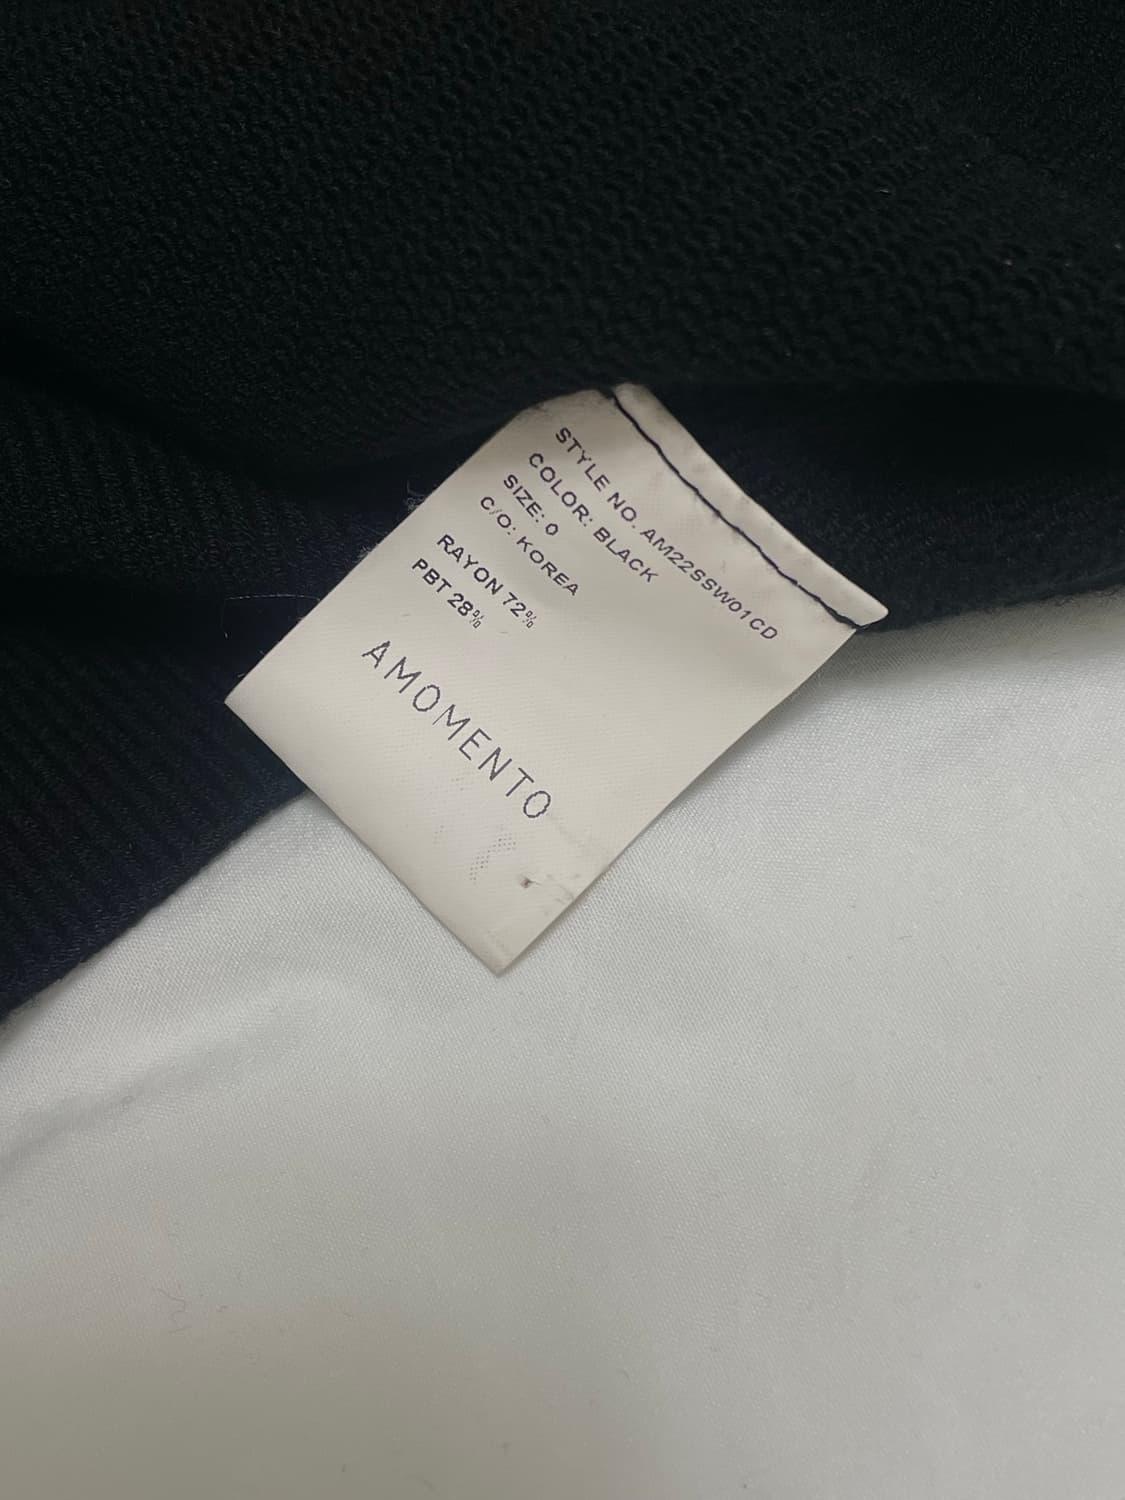 STYLE NO. AM22SSW01CD
COLOR: BLACK
SIZE: 0
C/O: KOREA
RAYON 72%
PBT 28%
AMOMENTO